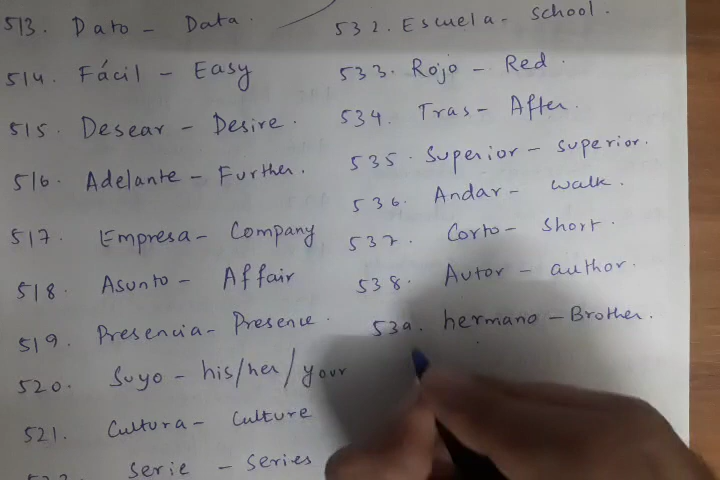 513. Dato - Data.
514. Fácil - Easy
515. Desear - Desire.
516. Adelante - Further.
517. Empresa - Company
518. Asunto - Affair
519. Presencia - Presence.
520. Suyo - his/her/your
521. Cultura - Culture
Serie - Series
532. Escuela - School.
533. Rojo - Red.
534. Tras - After.
535. Superior - superior.
536. Andar - walk.
537. Corto - short.
538. Autor - author.
539. hermano - Brother.